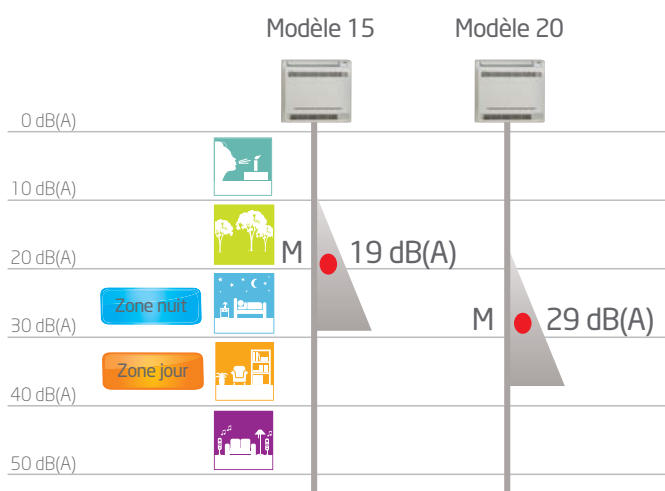 Modèle 15 Modèle 20
0 dB(A)
10 dB(A)
20 dB(A) M 19 dB(A)
Zone nuit
30 dB(A) M 29 dB(A)
Zone jour
40 dB(A)
50 dB(A)